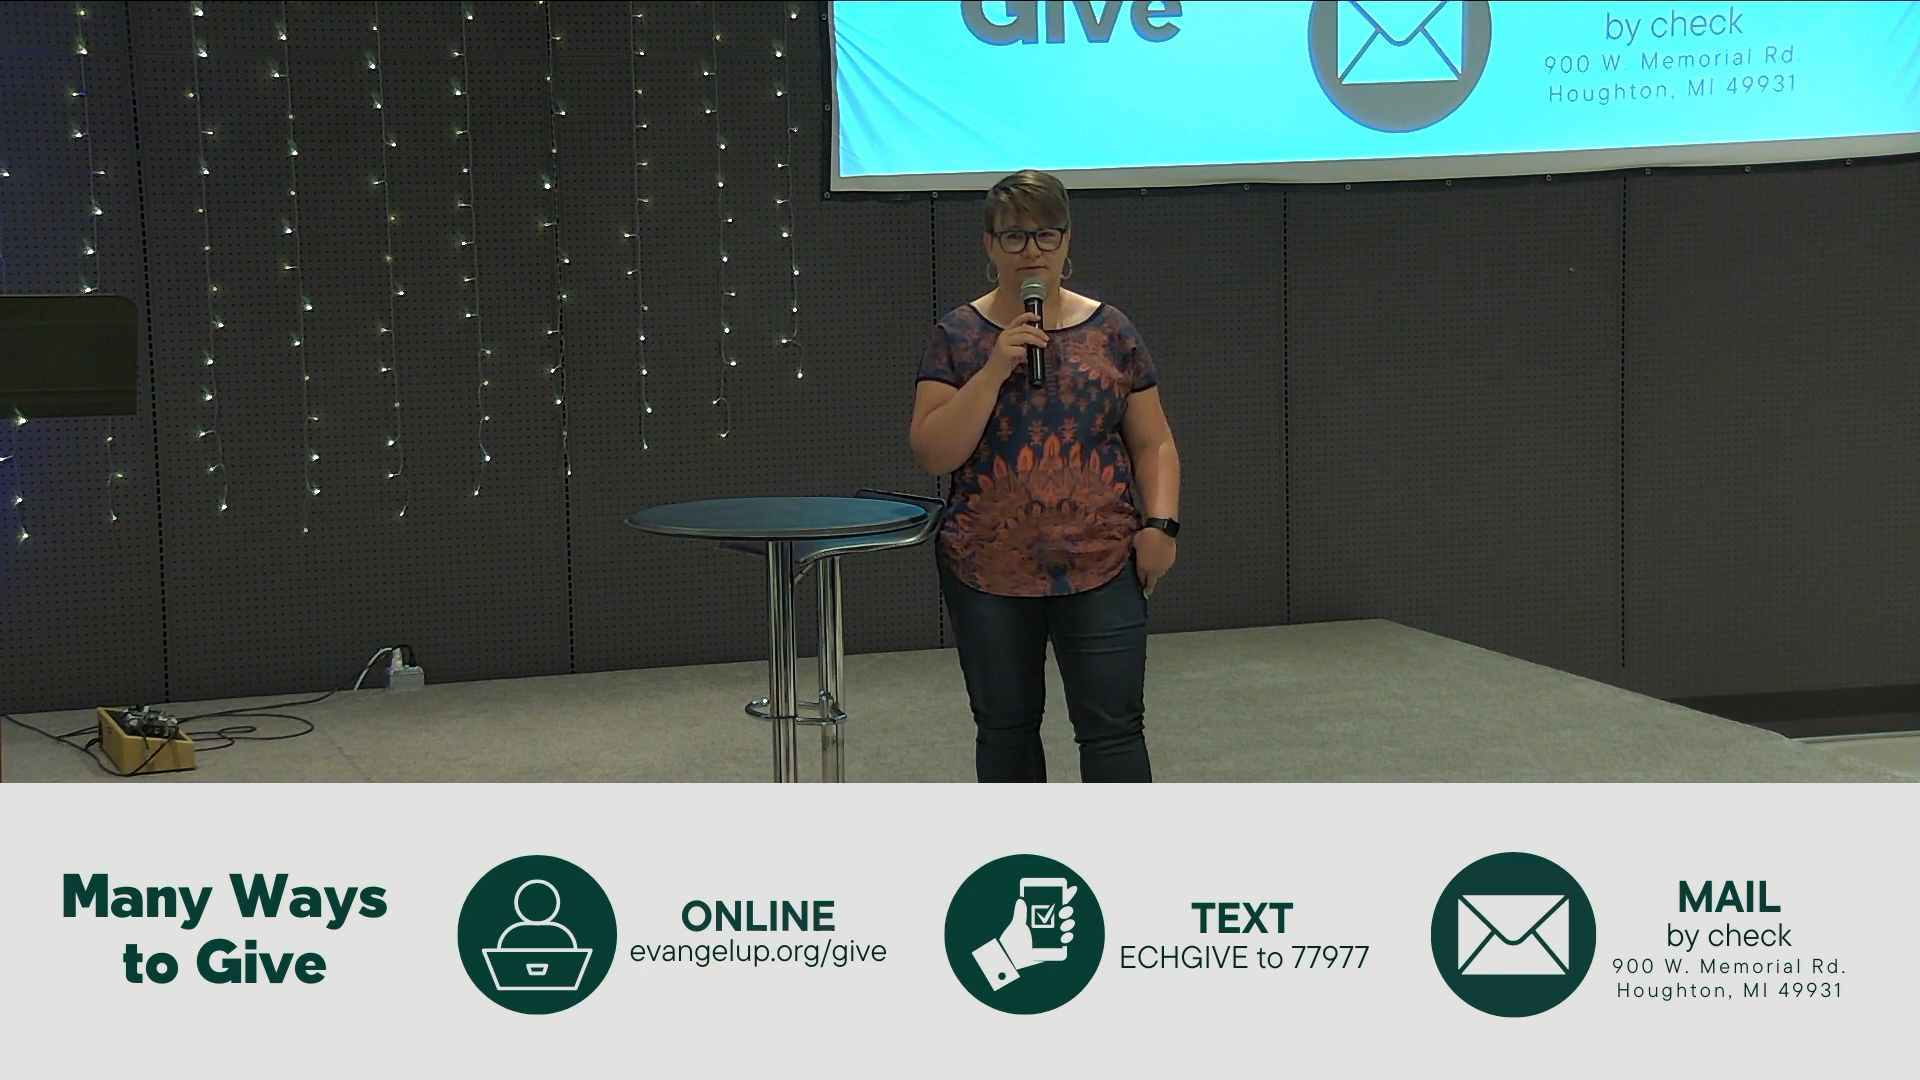 Give
by check
900 W. Memorial Rd.
Houghton, MI 49931
Many Ways
to Give
ONLINE
evangelup.org/give
TEXT
ECHGIVE to 77977
MAIL
by check
900 W. Memorial Rd.
Houghton, MI 49931